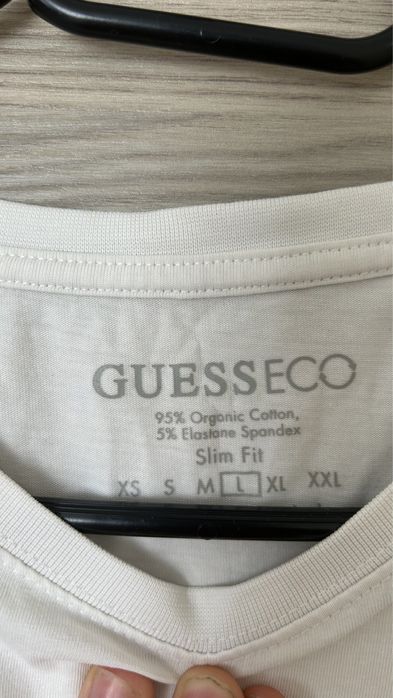 GUESSECO
95% Organic Cotton,
5% Elastane Spandex
Slim Fit
XS S M L XL XXL